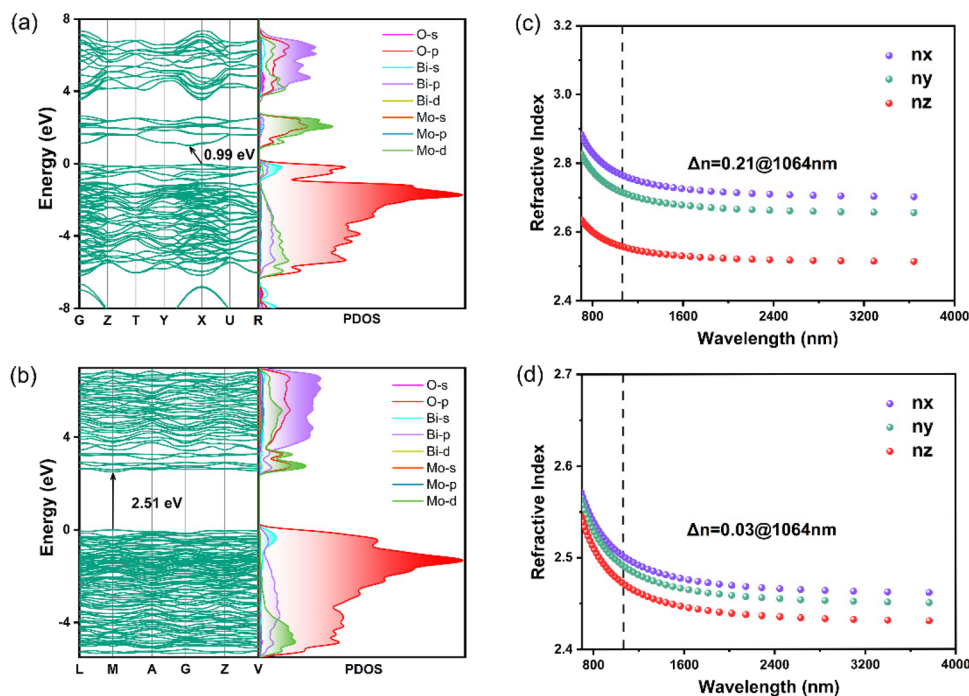 (a)
8
4
0
-4
-8
Energy (eV)
0.99 eV
G Z T Y X U R
PDOS
O-s
O-p
Bi-s
Bi-p
Bi-d
Mo-s
Mo-p
Mo-d
(c)
3.2
3.0
2.8
2.6
2.4
Refractive Index
nx
ny
nz
Δn=0.21@1064nm
800 1600 2400 3200 4000
Wavelength (nm)
(b)
4
0
-4
Energy (eV)
2.51 eV
L M A G Z V
PDOS
O-s
O-p
Bi-s
Bi-p
Bi-d
Mo-s
Mo-p
Mo-d
(d)
2.7
2.6
2.5
2.4
Refractive Index
nx
ny
nz
Δn=0.03@1064nm
800 1600 2400 3200 4000
Wavelength (nm)